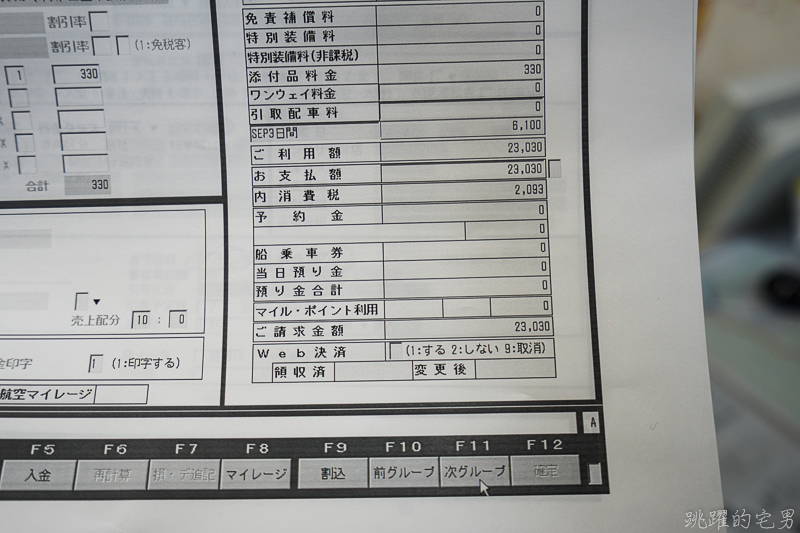 割引率
割引率 (1:免税客)
1 330
合計 330
免責補償料 0
特別装備料 0
特別装備料(非課税) 0
添付品料金 330
ワンウェイ料金 0
引取配車料 0
SEP3日間 6,100
ご利用額 23,030
お支払額 23,030
内消費税 2,093
予約金 0
0
船乗車券 0
当日預り金 0
預り金合計 0
マイル・ポイント利用 0
ご請求金額 23,030
Web決済 (1:する 2:しない 9:取消)
領収済 変更後
▼
売上配分 10 : 0
金印字 1 (1:印字する)
航空マイレージ
A
F5 F6 F7 F8 F9 F10 F11 F12
入金 再計算 損・デ追記 マイレージ 割込 前グループ 次グループ 確定
跳躍的宅男